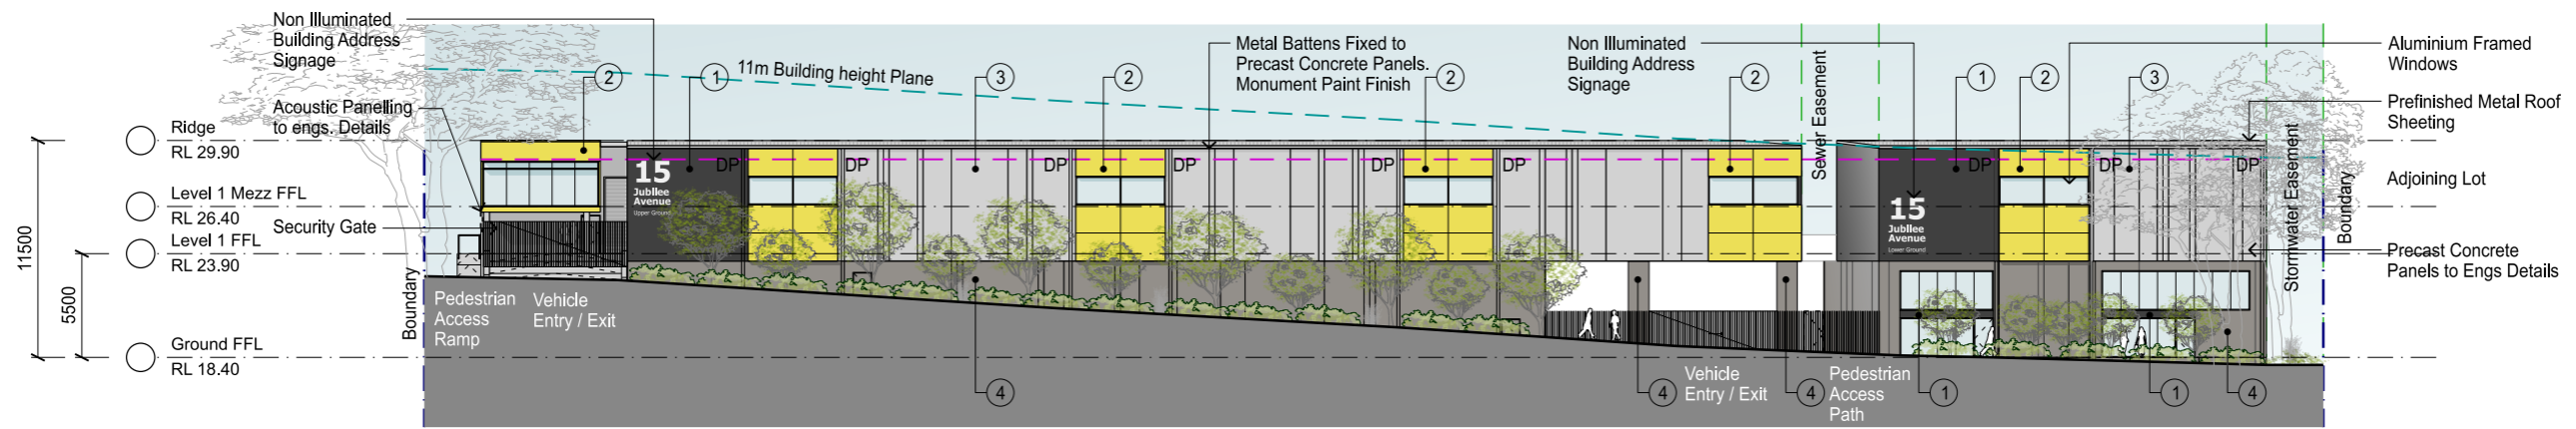 Non Illuminated
Building Address
Signage
2
1
11m Building height Plane
3
2
Metal Battens Fixed to
Precast Concrete Panels.
Monument Paint Finish
2
Non Illuminated
Building Address
Signage
2
Sewer Easement
1
2
3
Aluminium Framed
Windows
Acoustic Panelling
to engs. Details
Prefinished Metal Roof
Sheeting
Ridge
RL 29.90
15
Jubilee
Avenue
Upper Ground
DP
DP
DP
DP
DP
DP
DP
DP
DP
Level 1 Mezz FFL
RL 26.40
Security Gate
Level 1 FFL
RL 23.90
15
Jubilee
Avenue
Lower Ground
Stormwater Easement
Boundary
Adjoining Lot
Precast Concrete
Panels to Engs Details
11500
5500
Boundary
Pedestrian
Access
Ramp
Vehicle
Entry / Exit
Ground FFL
RL 18.40
4
4
Vehicle
Entry / Exit
4
Pedestrian
Access
Path
1
1
4